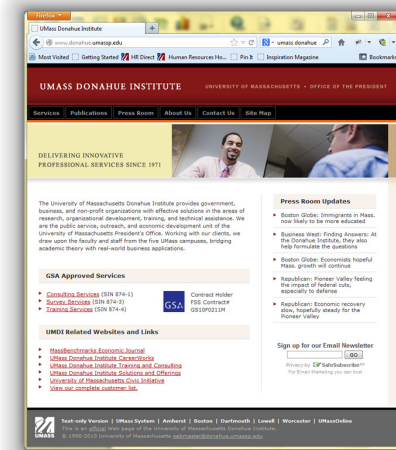 Firefox
UMass Donahue Institute
www.donahue.umassp.edu
umass donahue
Most Visited Getting Started HR Direct Human Resources Ho... Pin It Inspiration Magazine Bookmarks
UMASS DONAHUE INSTITUTE
UNIVERSITY OF MASSACHUSETTS • OFFICE OF THE PRESIDENT
Services Publications Press Room About Us Contact Us Site Map
DELIVERING INNOVATIVE
PROFESSIONAL SERVICES SINCE 1971
The University of Massachusetts Donahue Institute provides government,
business, and non-profit organizations with effective solutions in the areas of
research, organizational development, training, and technical assistance. We
are the public service, outreach, and economic development unit of the
University of Massachusetts President's Office. Working with our clients, we
draw upon the faculty and staff from the five UMass campuses, bridging
academic theory with real-world business applications.
GSA Approved Services
Consulting Services (SIN 874-1)
Survey Services (SIN 874-3)
Training Services (SIN 874-4)
GSA
Contract Holder
FSS Contract#
GS10F0211M
UMDI Related Websites and Links
MassBenchmarks Economic Journal
UMass Donahue Institute CareerWorks
UMass Donahue Institute Training and Consulting
UMass Donahue Institute Solutions and Offerings
University of Massachusetts Civic Initiative
View our complete customer list.
Press Room Updates
Boston Globe: Immigrants in Mass.
now likely to be more educated
Business West: Finding Answers: At
the Donahue Institute, they also
help formulate the questions
Boston Globe: Economists hopeful
Mass. growth will continue
Republican: Pioneer Valley feeling
the impact of federal cuts,
especially to defense
Republican: Economic recovery
slow, hopefully steady for the
Pioneer Valley
Sign up for our Email Newsletter
GO
Privacy by SafeSubscribe
For Email Marketing you can trust
UMASS
Text-only Version | UMass System | Amherst | Boston | Dartmouth | Lowell | Worcester | UMassOnline
This is an official Web page of the University of Massachusetts Donahue Institute.
© 1998-2013 University of Massachusetts webmaster@donahue.umassp.edu